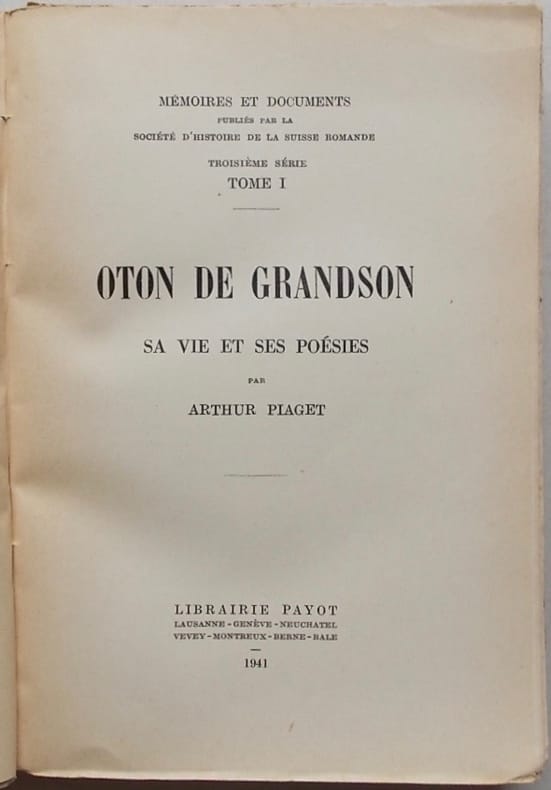 MÉMOIRES ET DOCUMENTS
PUBLIÉS PAR LA
SOCIÉTÉ D'HISTOIRE DE LA SUISSE ROMANDE
TROISIÈME SÉRIE
TOME I
OTON DE GRANDSON
SA VIE ET SES POÉSIES
PAR
ARTHUR PIAGET
LIBRAIRIE PAYOT
LAUSANNE - GENÈVE - NEUCHATEL
VEVEY - MONTREUX - BERNE - BALE
1941